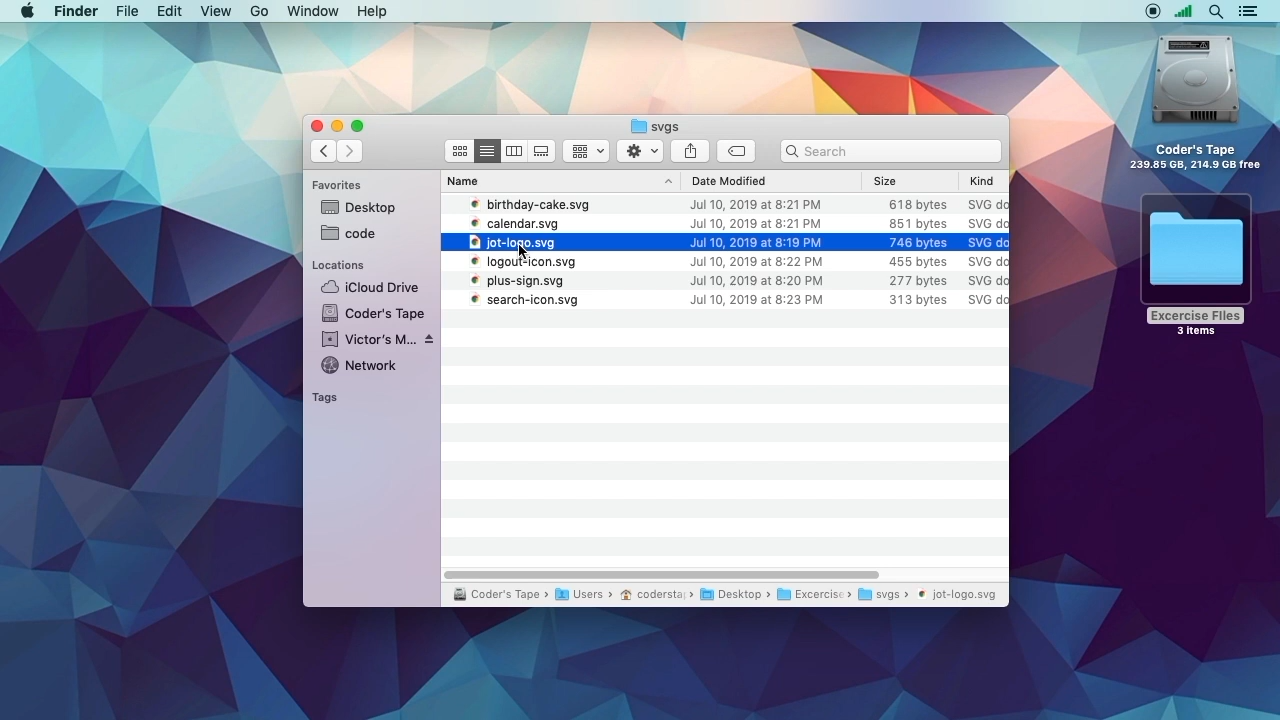 Finder File Edit View Go Window Help
Coder's Tape
239.85 GB, 214.9 GB free
Excercise FIles
3 items
svgs
Search
Favorites
Desktop
code
Locations
iCloud Drive
Coder's Tape
Victor's M...
Network
Tags
Name Date Modified Size Kind
birthday-cake.svg Jul 10, 2019 at 8:21 PM 618 bytes SVG do
calendar.svg Jul 10, 2019 at 8:21 PM 851 bytes SVG do
jot-logo.svg Jul 10, 2019 at 8:19 PM 746 bytes SVG do
logout-icon.svg Jul 10, 2019 at 8:22 PM 455 bytes SVG do
plus-sign.svg Jul 10, 2019 at 8:20 PM 277 bytes SVG do
search-icon.svg Jul 10, 2019 at 8:23 PM 313 bytes SVG do
Coder's Tape › Users › codersta › Desktop › Excercise › svgs › jot-logo.svg